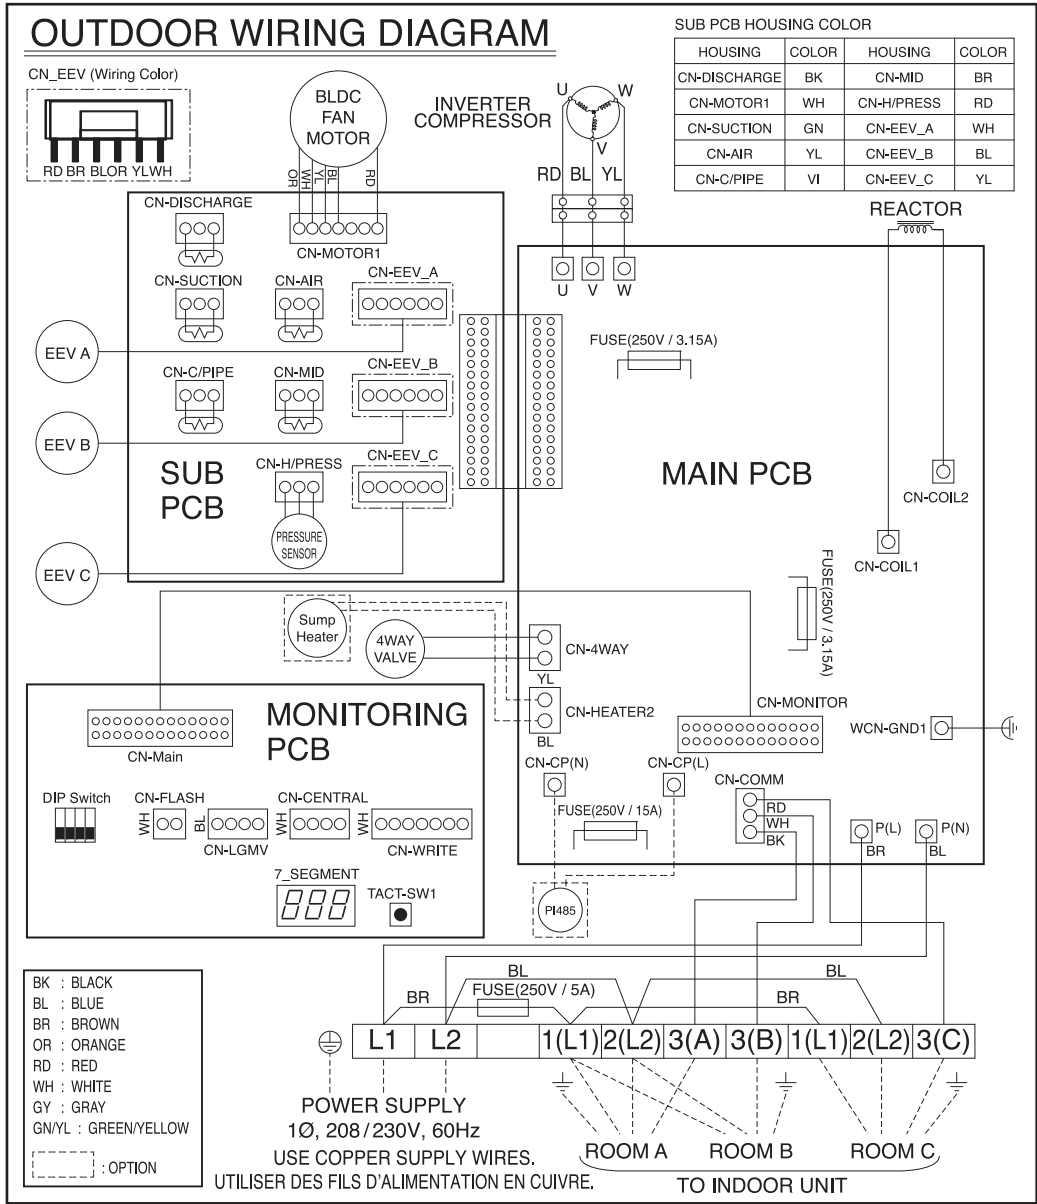 OUTDOOR WIRING DIAGRAM
SUB PCB HOUSING COLOR
HOUSING COLOR HOUSING COLOR
CN-DISCHARGE BK CN-MID BR
CN-MOTOR1 WH CN-H/PRESS RD
CN-SUCTION GN CN-EEV_A WH
CN-AIR YL CN-EEV_B BL
CN-C/PIPE VI CN-EEV_C YL
CN_EEV (Wiring Color)
RD BR BLOR YLWH
BLDC
FAN
MOTOR
OR
WH
YL
BL
RD
INVERTER
COMPRESSOR
U
W
V
RD BL YL
U V W
REACTOR
CN-DISCHARGE
CN-MOTOR1
CN-SUCTION
CN-AIR
CN-EEV_A
EEV A
CN-C/PIPE
CN-MID
CN-EEV_B
EEV B
SUB
PCB
CN-H/PRESS
CN-EEV_C
PRESSURE
SENSOR
EEV C
FUSE(250V / 3.15A)
MAIN PCB
CN-COIL2
CN-COIL1
FUSE(250V / 3.15A)
Sump
Heater
4WAY
VALVE
CN-4WAY
YL
CN-HEATER2
BL
CN-MONITOR
WCN-GND1
CN-CP(N)
CN-CP(L)
CN-COMM
RD
WH
BK
FUSE(250V / 15A)
P(L)
BR
P(N)
BL
PI485
MONITORING
PCB
CN-Main
DIP Switch
CN-FLASH
WH
BL
CN-LGMV
CN-CENTRAL
WH
WH
CN-WRITE
7_SEGMENT
888
TACT-SW1
BK : BLACK
BL : BLUE
BR : BROWN
OR : ORANGE
RD : RED
WH : WHITE
GY : GRAY
GN/YL : GREEN/YELLOW
: OPTION
BL
BL
BR
FUSE(250V / 5A)
BR
L1 L2 1(L1) 2(L2) 3(A) 3(B) 1(L1) 2(L2) 3(C)
POWER SUPPLY
1Ø, 208/230V, 60Hz
USE COPPER SUPPLY WIRES.
UTILISER DES FILS D'ALIMENTATION EN CUIVRE.
ROOM A ROOM B ROOM C
TO INDOOR UNIT